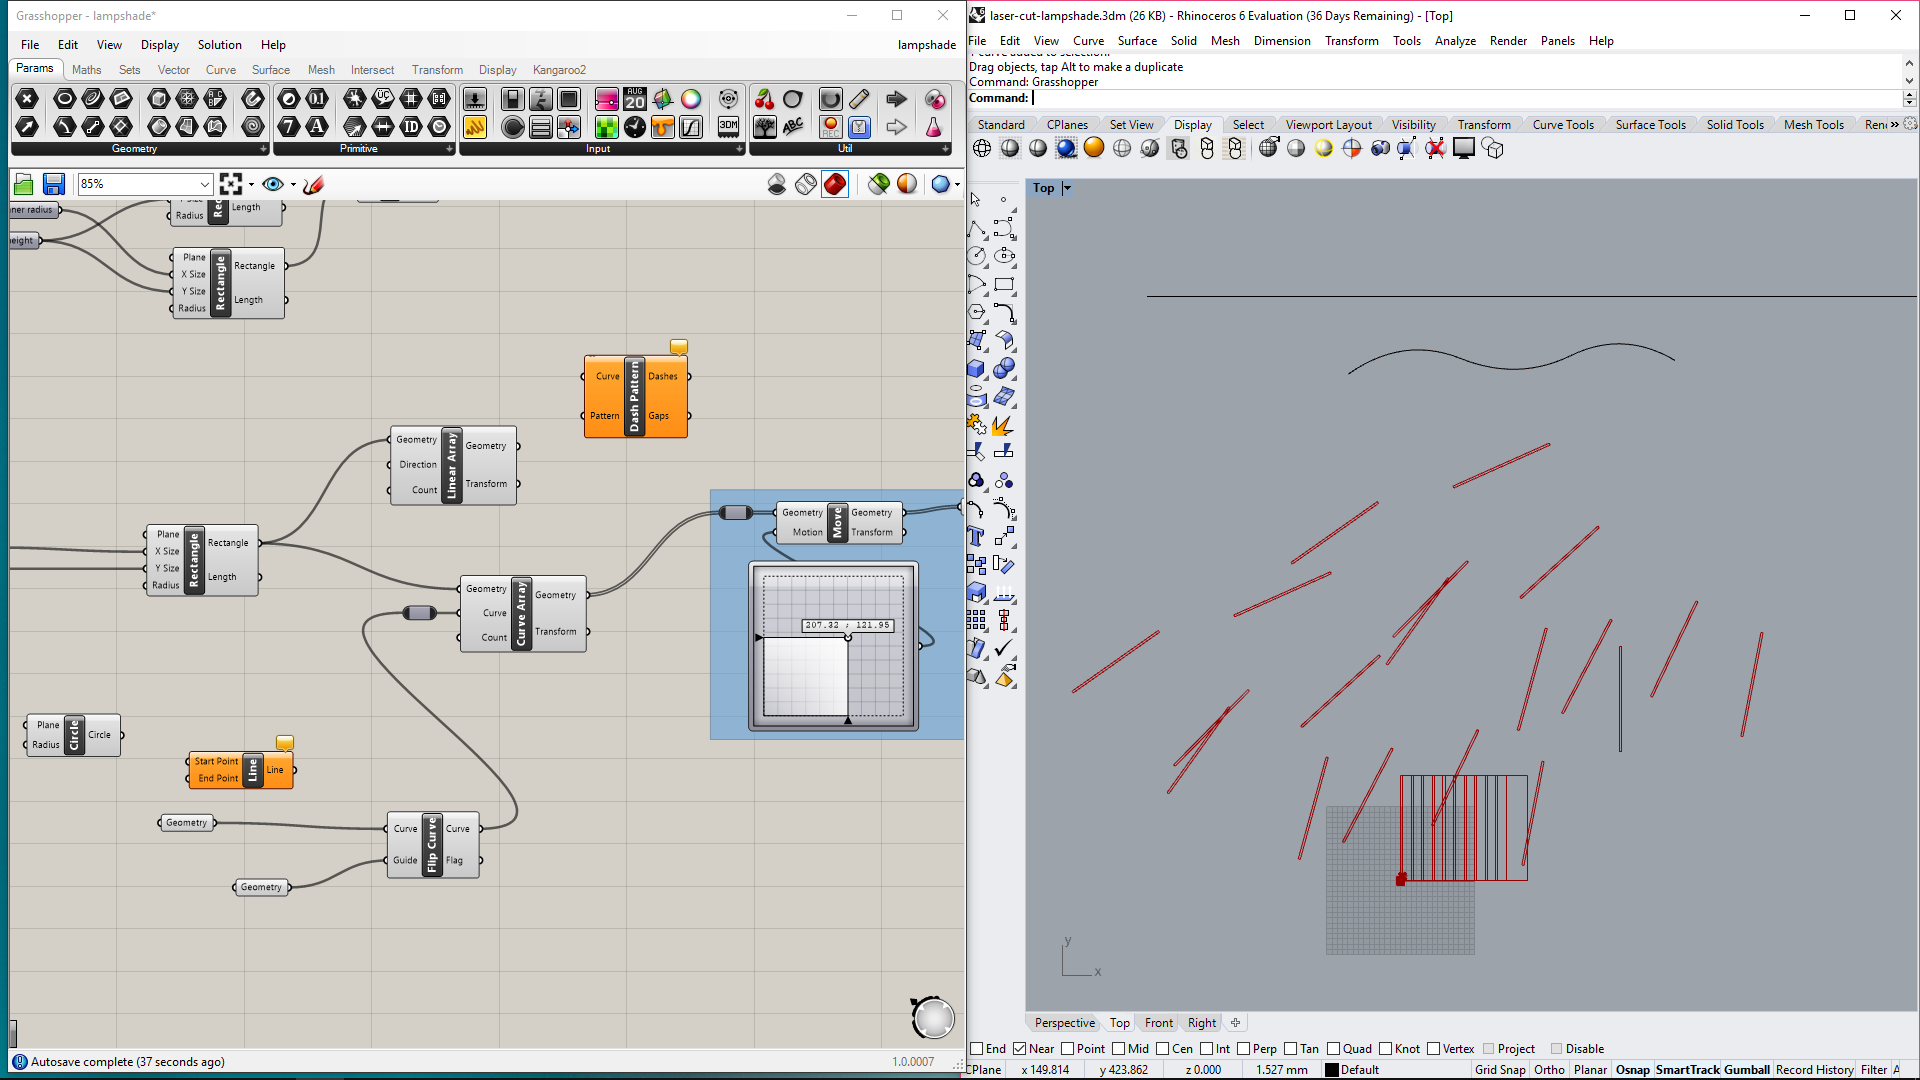 Grasshopper - lampshade*
File Edit View Display Solution Help lampshade
Params Maths Sets Vector Curve Surface Mesh Intersect Transform Display Kangaroo2
Geometry Primitive Input Util
85%
ner radius
eight
Radius Length
Plane
X Size
Y Size
Radius
Rectangle
Rectangle
Length
Curve
Pattern
Dash Pattern
Dashes
Gaps
Geometry
Direction
Count
Linear Array
Geometry
Transform
Plane
X Size
Y Size
Radius
Rectangle
Rectangle
Length
Geometry
Curve
Count
Curve Array
Geometry
Transform
Geometry
Motion
Move
Geometry
Transform
207.32 ; 121.95
Plane
Radius
Circle
Circle
Start Point
End Point
Line
Line
Geometry
Geometry
Curve
Guide
Flip Curve
Curve
Flag
Autosave complete (37 seconds ago) 1.0.0007
laser-cut-lampshade.3dm (26 KB) - Rhinoceros 6 Evaluation (36 Days Remaining) - [Top]
File Edit View Curve Surface Solid Mesh Dimension Transform Tools Analyze Render Panels Help
1 curve added to selection.
Drag objects, tap Alt to make a duplicate
Command: Grasshopper
Command:
Standard CPlanes Set View Display Select Viewport Layout Visibility Transform Curve Tools Surface Tools Solid Tools Mesh Tools Ren »
Top
y
x
Perspective Top Front Right
End Near Point Mid Cen Int Perp Tan Quad Knot Vertex Project Disable
CPlane x 149.814 y 423.862 z 0.000 1.527 mm Default Grid Snap Ortho Planar Osnap SmartTrack Gumball Record History Filter A